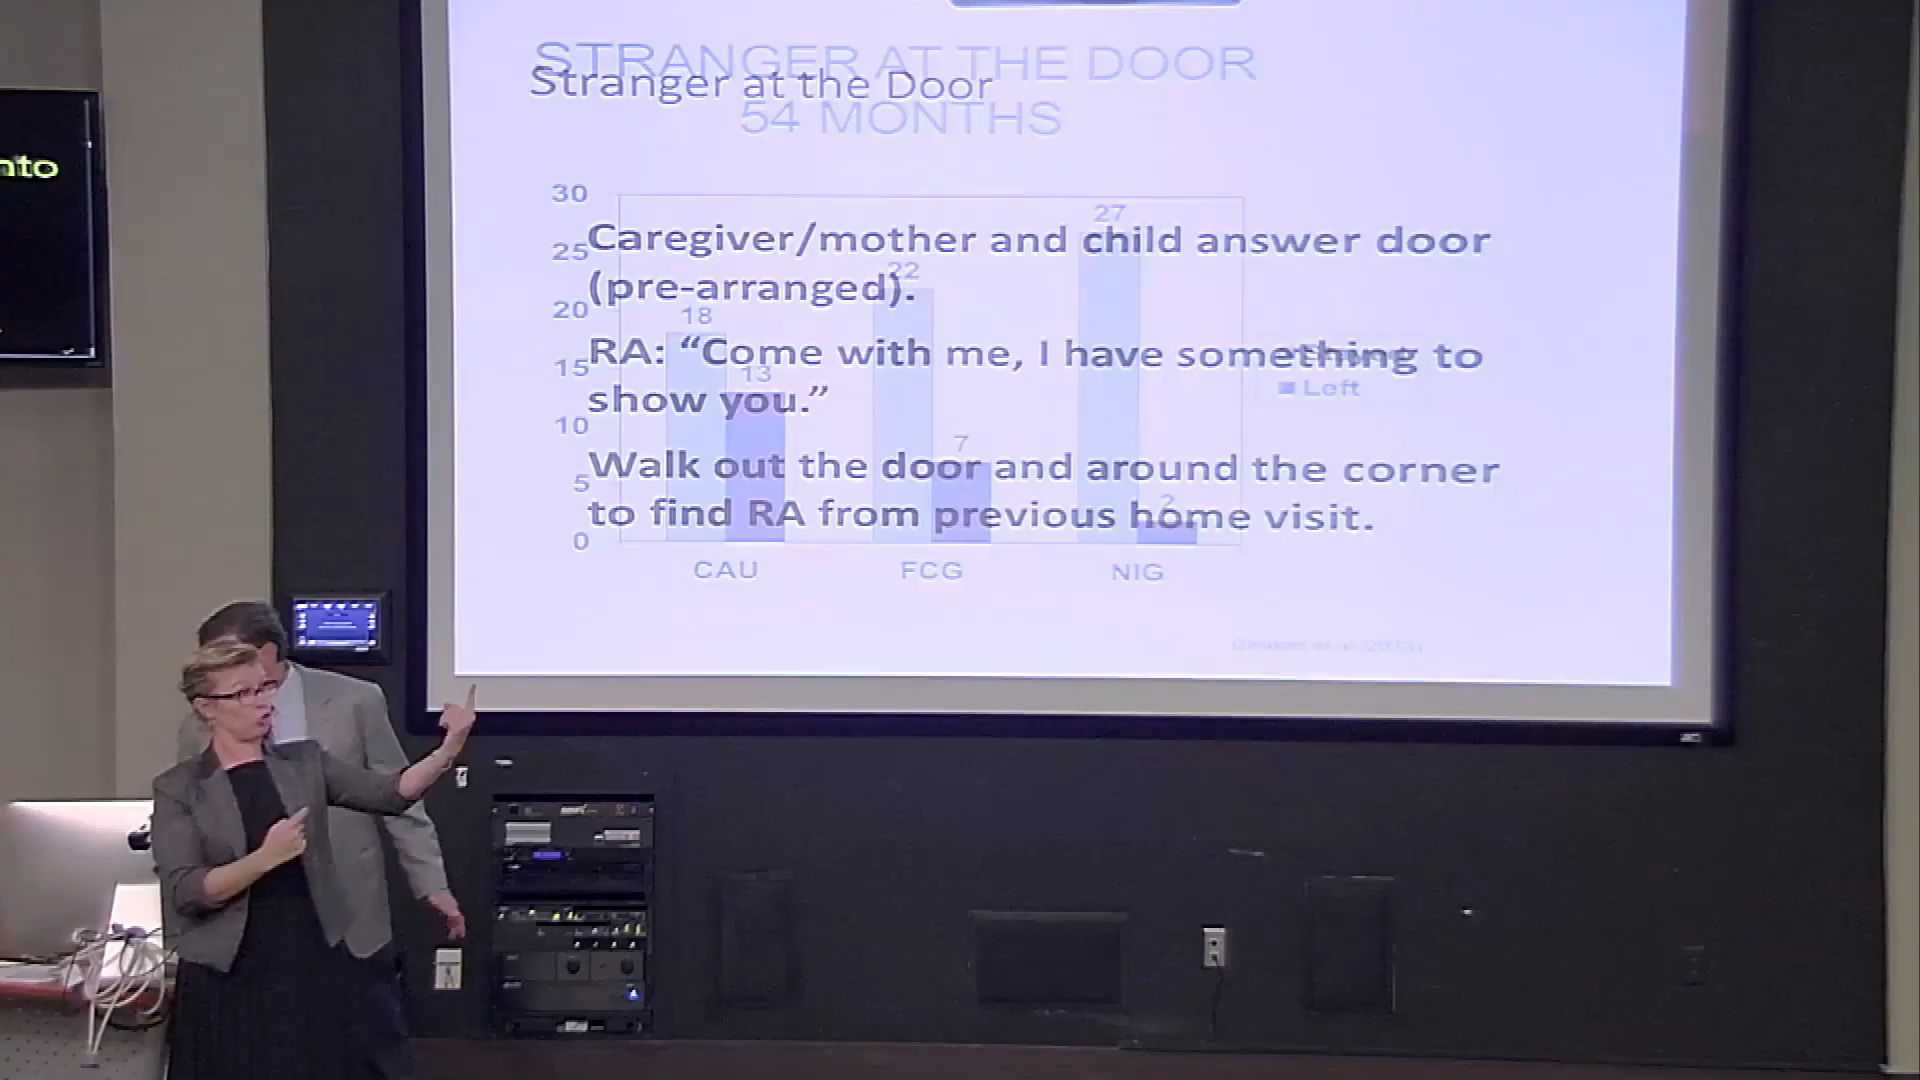 nto
STRANGER AT THE DOOR
54 MONTHS
Stranger at the Door
Caregiver/mother and child answer door
(pre-arranged).
RA: “Come with me, I have something to
show you.”
Walk out the door and around the corner
to find RA from previous home visit.
30
25
20
15
10
5
0
18
13
22
7
27
2
CAU
FCG
NIG
Left